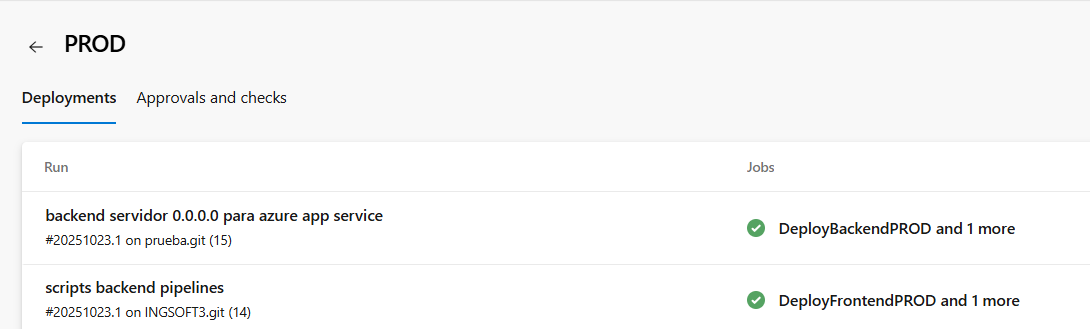 PROD
Deployments Approvals and checks
Run Jobs
backend servidor 0.0.0.0 para azure app service
#20251023.1 on prueba.git (15)
DeployBackendPROD and 1 more
scripts backend pipelines
#20251023.1 on INGSOFT3.git (14)
DeployFrontendPROD and 1 more